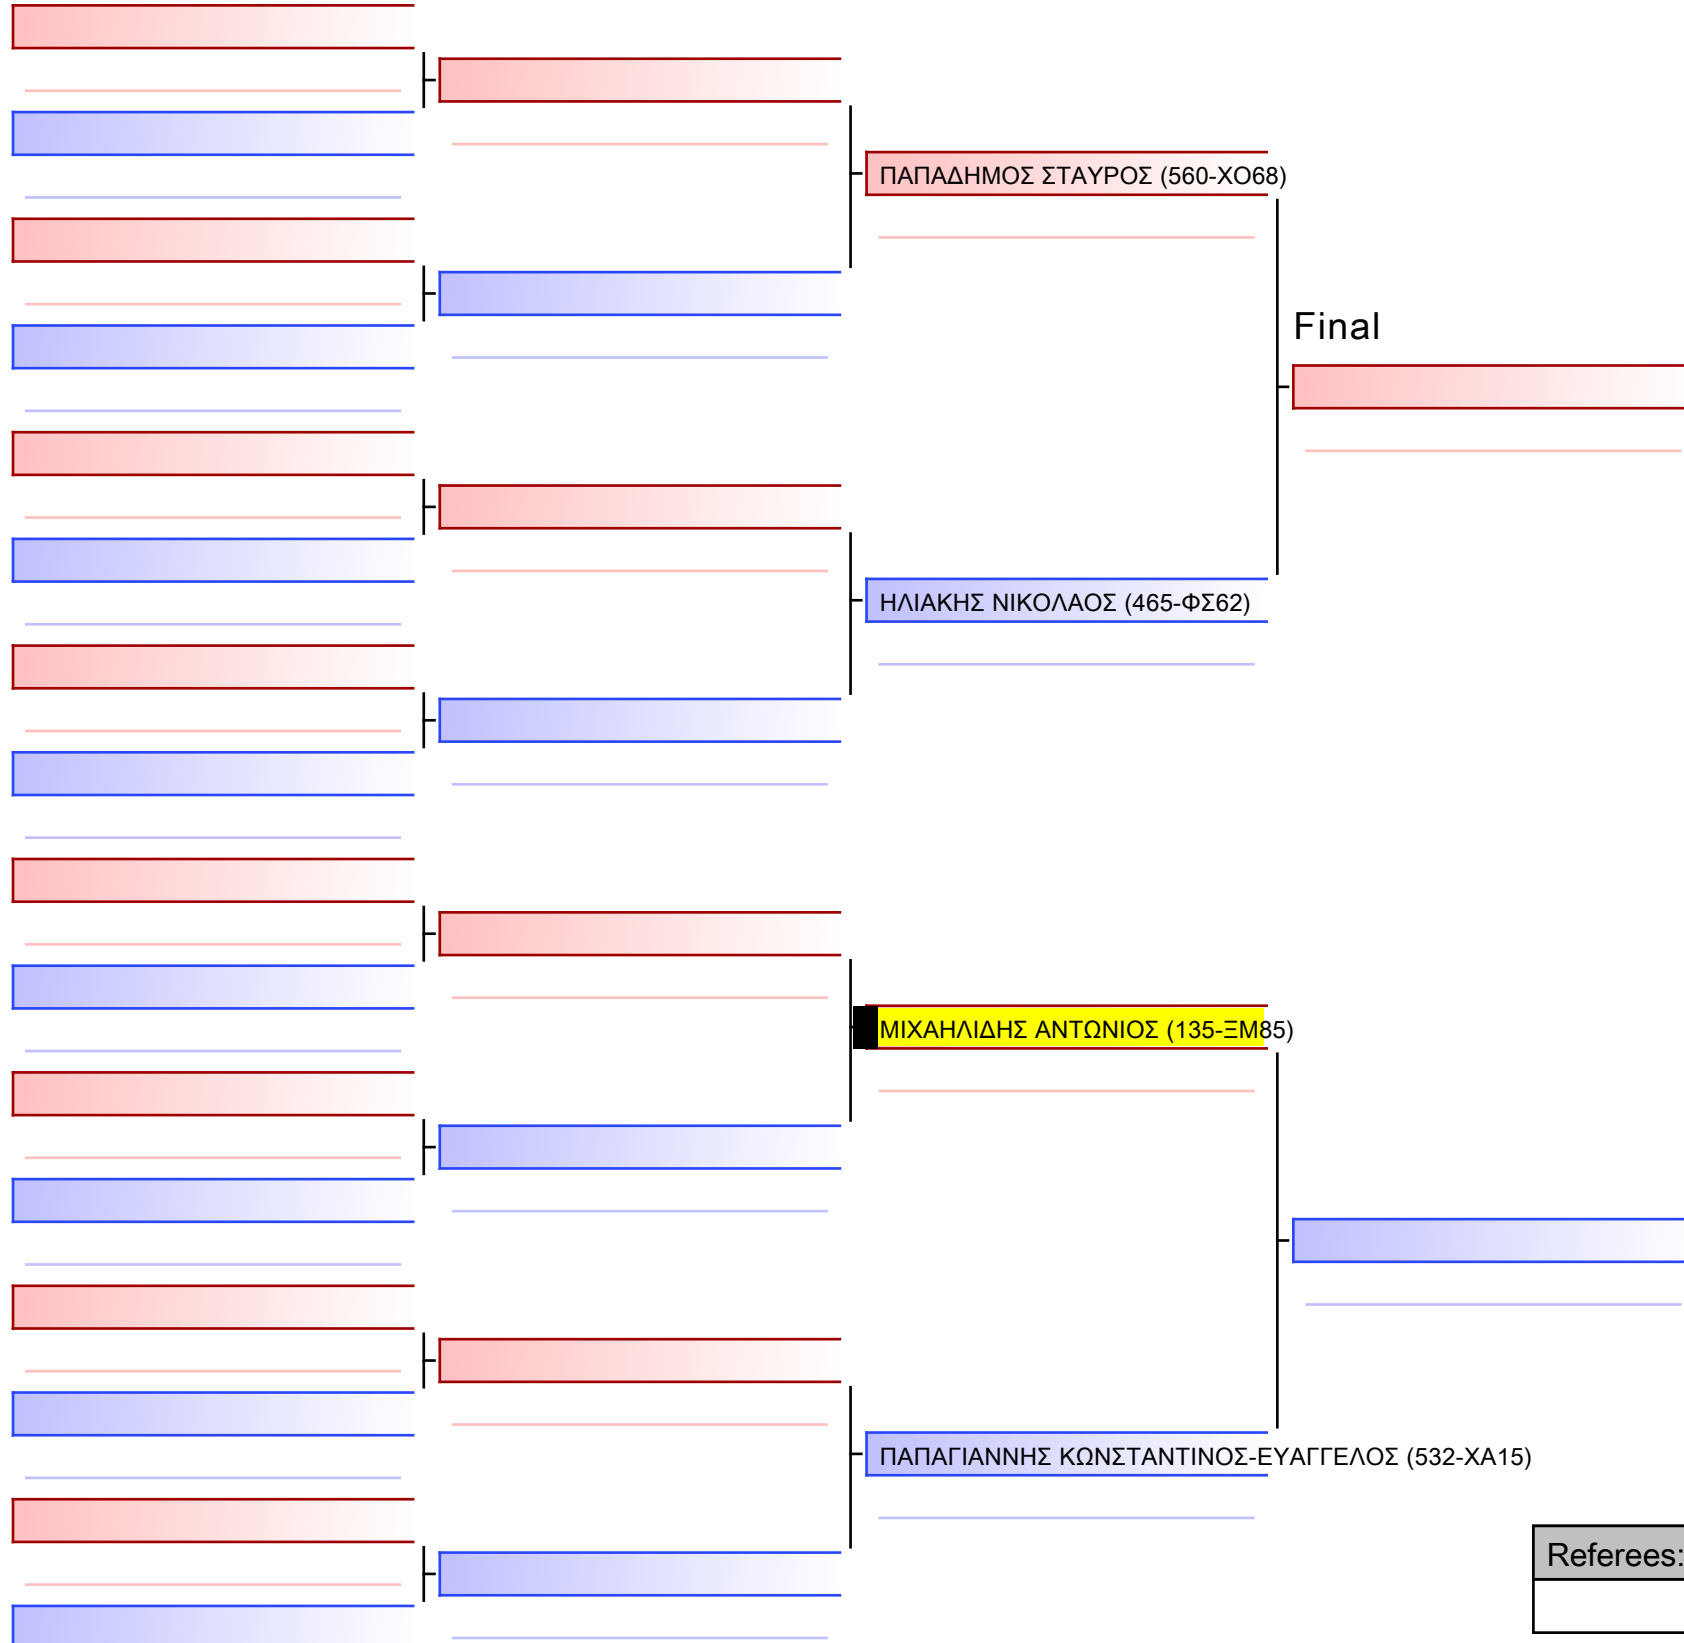 ΠΑΠΑΔΗΜΟΣ ΣΤΑΥΡΟΣ (560-ΧΟ68)
Final
ΗΛΙΑΚΗΣ ΝΙΚΟΛΑΟΣ (465-ΦΣ62)
ΜΙΧΑΗΛΙΔΗΣ ΑΝΤΩΝΙΟΣ (135-ΞΜ85)
ΠΑΠΑΓΙΑΝΝΗΣ ΚΩΝΣΤΑΝΤΙΝΟΣ-ΕΥΑΓΓΕΛΟΣ (532-ΧΑ15)
Referees: